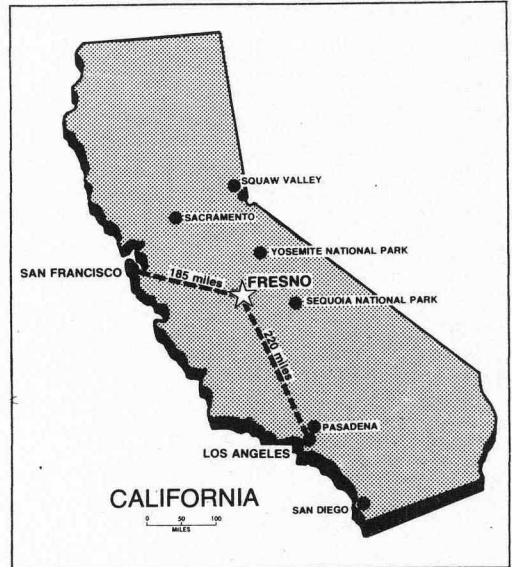 SQUAW VALLEY
SACRAMENTO
YOSEMITE NATIONAL PARK
SAN FRANCISCO
185 miles
FRESNO
SEQUOIA NATIONAL PARK
220 miles
PASADENA
LOS ANGELES
CALIFORNIA
0 50 100
MILES
SAN DIEGO